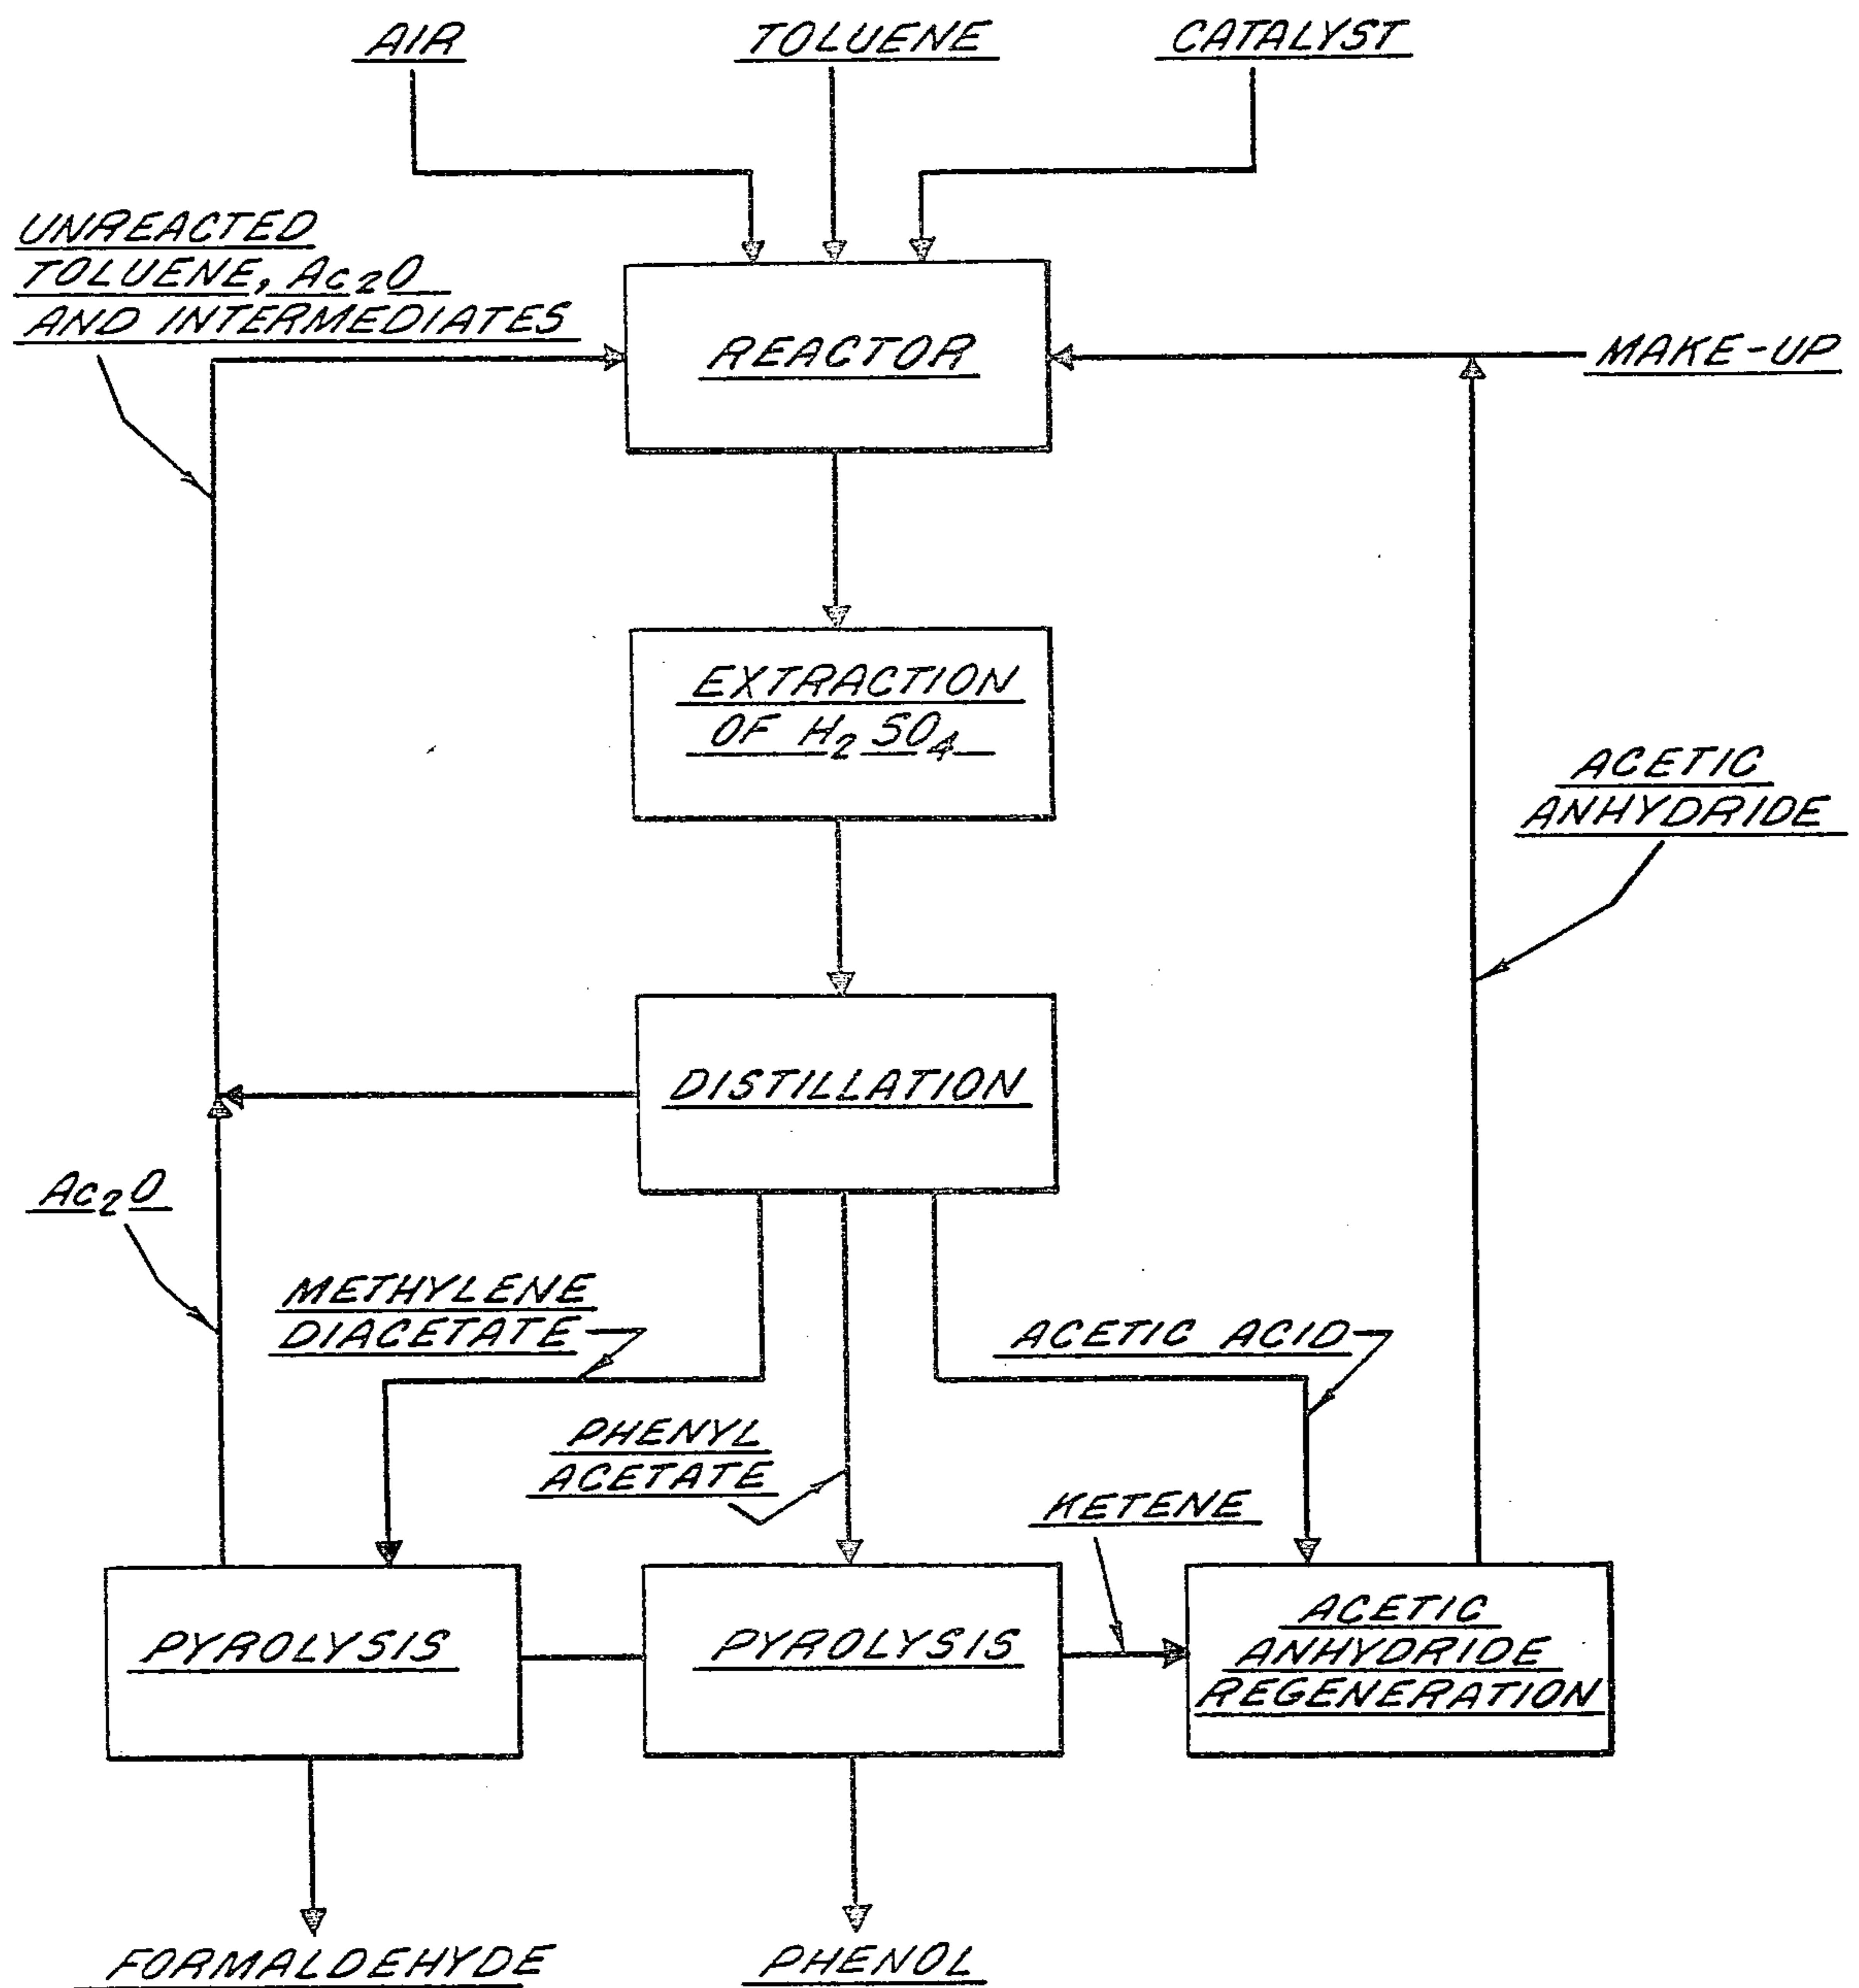 AIR
TOLUENE
CATALYST
UNREACTED
TOLUENE, Ac2O
AND INTERMEDIATES
REACTOR
MAKE-UP
EXTRACTION
OF H2SO4
ACETIC
ANHYDRIDE
DISTILLATION
Ac2O
METHYLENE
DIACETATE
ACETIC ACID
PHENYL
ACETATE
KETENE
PYROLYSIS
PYROLYSIS
ACETIC
ANHYDRIDE
REGENERATION
FORMALDEHYDE
PHENOL